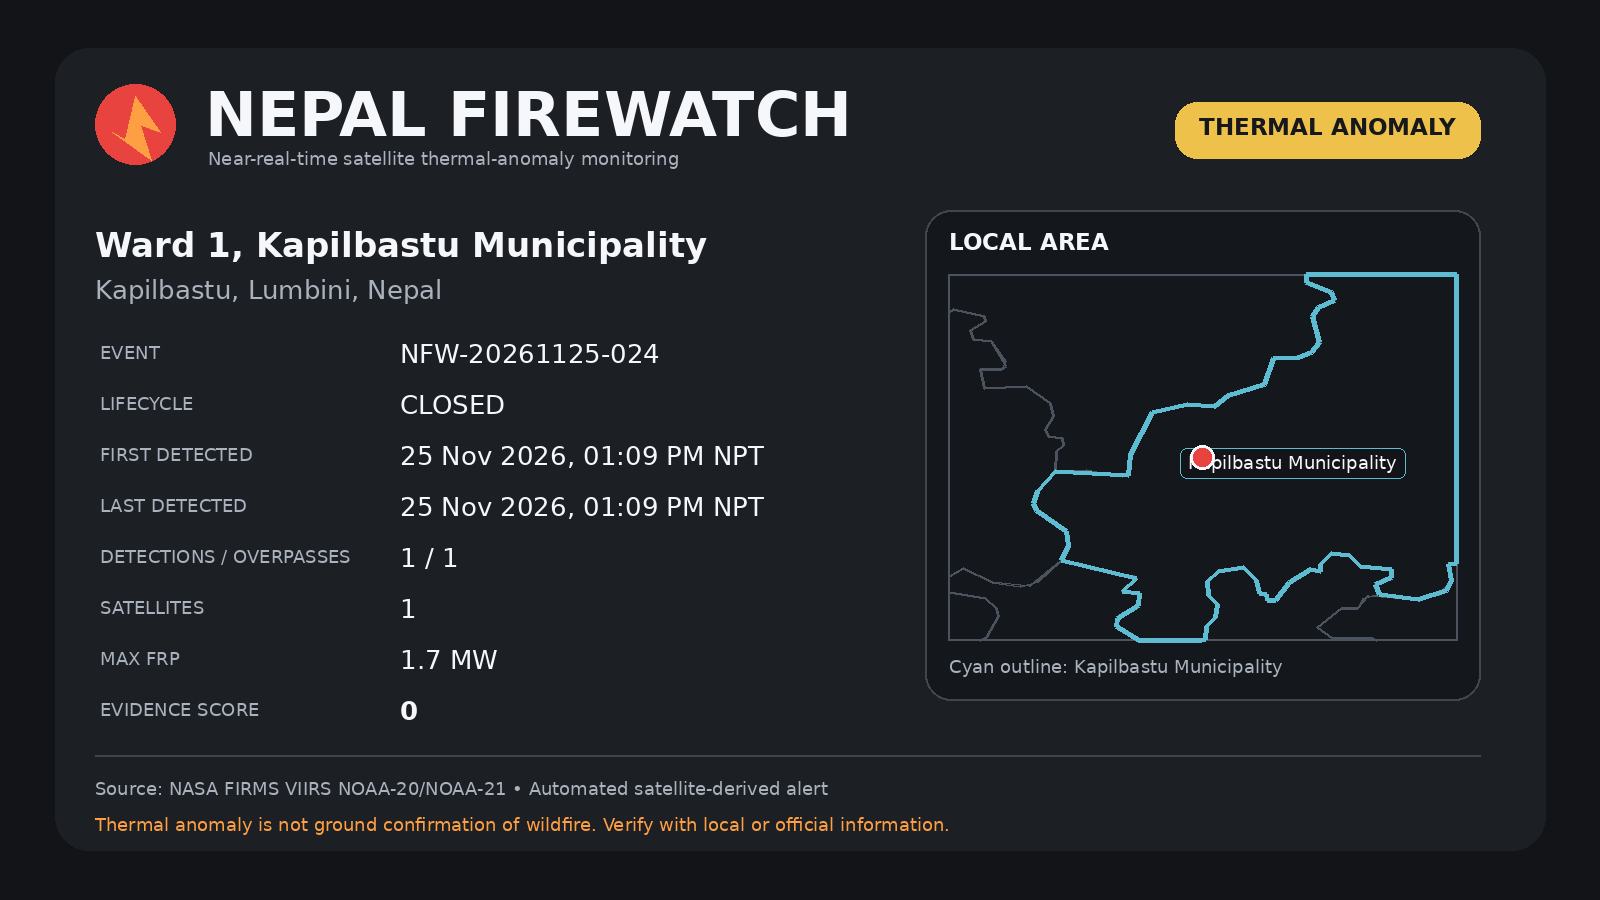 NEPAL FIREWATCH
Near-real-time satellite thermal-anomaly monitoring
THERMAL ANOMALY
Ward 1, Kapilbastu Municipality
Kapilbastu, Lumbini, Nepal
EVENT NFW-20261125-024
LIFECYCLE CLOSED
FIRST DETECTED 25 Nov 2026, 01:09 PM NPT
LAST DETECTED 25 Nov 2026, 01:09 PM NPT
DETECTIONS / OVERPASSES 1 / 1
SATELLITES 1
MAX FRP 1.7 MW
EVIDENCE SCORE 0
LOCAL AREA
Kapilbastu Municipality
Cyan outline: Kapilbastu Municipality
Source: NASA FIRMS VIIRS NOAA-20/NOAA-21 • Automated satellite-derived alert
Thermal anomaly is not ground confirmation of wildfire. Verify with local or official information.